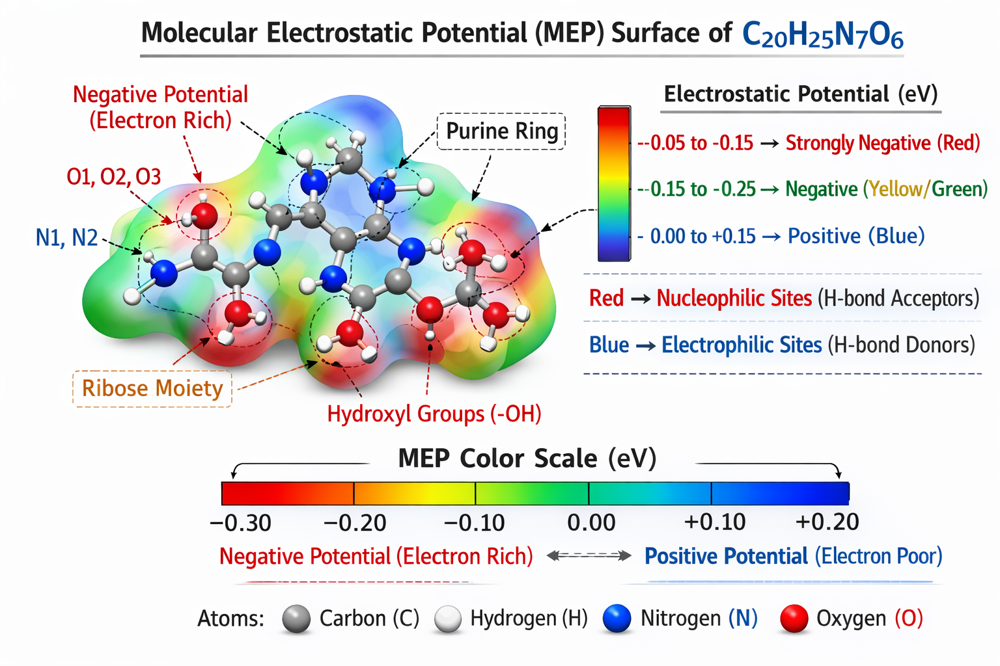 Molecular Electrostatic Potential (MEP) Surface of C₂₀H₂₅N₇O₆
Negative Potential
(Electron Rich)
O1, O2, O3
N1, N2
Purine Ring
Ribose Moiety
Hydroxyl Groups (-OH)
Electrostatic Potential (eV)
--0.05 to -0.15 → Strongly Negative (Red)
--0.15 to -0.25 → Negative (Yellow/Green)
- 0.00 to +0.15 → Positive (Blue)
Red → Nucleophilic Sites (H-bond Acceptors)
Blue → Electrophilic Sites (H-bond Donors)
MEP Color Scale (eV)
−0.30 −0.20 −0.10 0.00 +0.10 +0.20
Negative Potential (Electron Rich) Positive Potential (Electron Poor)
Atoms: Carbon (C) Hydrogen (H) Nitrogen (N) Oxygen (O)